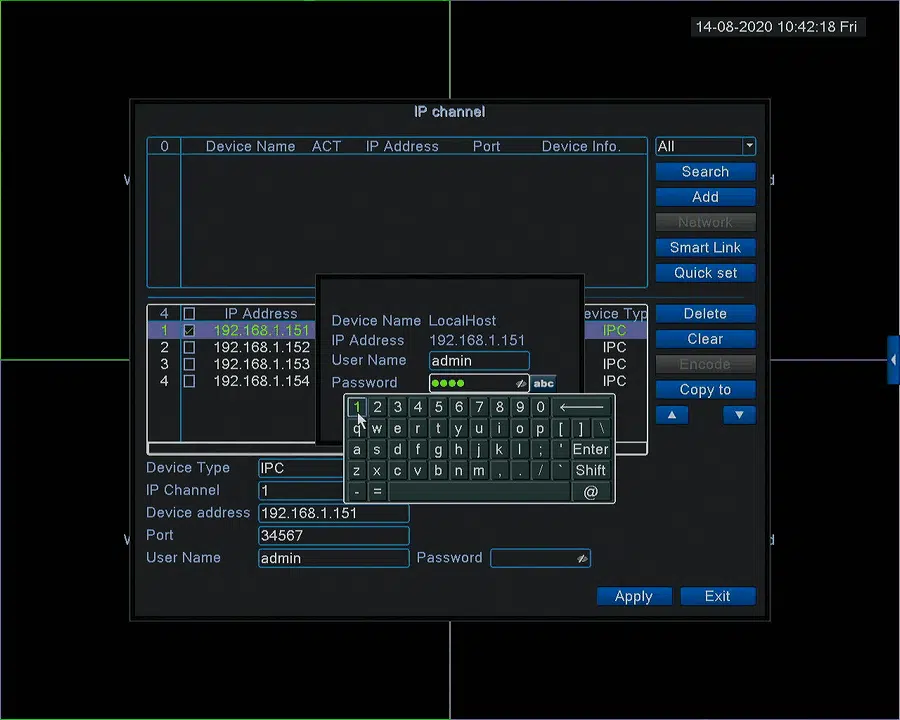 14-08-2020 10:42:18 Fri
IP channel
0 Device Name ACT IP Address Port Device Info.
All
Search
Add
Network
Smart Link
Quick set
4 IP Address evice Typ
1 192.168.1.151 IPC
2 192.168.1.152 IPC
3 192.168.1.153 IPC
4 192.168.1.154 IPC
Delete
Clear
Encode
Copy to
Device Name LocalHost
IP Address 192.168.1.151
User Name admin
Password abc
1 2 3 4 5 6 7 8 9 0
q w e r t y u i o p [ ] \
a s d f g h j k l ; ' Enter
z x c v b n m , . / ` Shift
- = @
Device Type IPC
IP Channel 1
Device address 192.168.1.151
Port 34567
User Name admin Password
Apply Exit